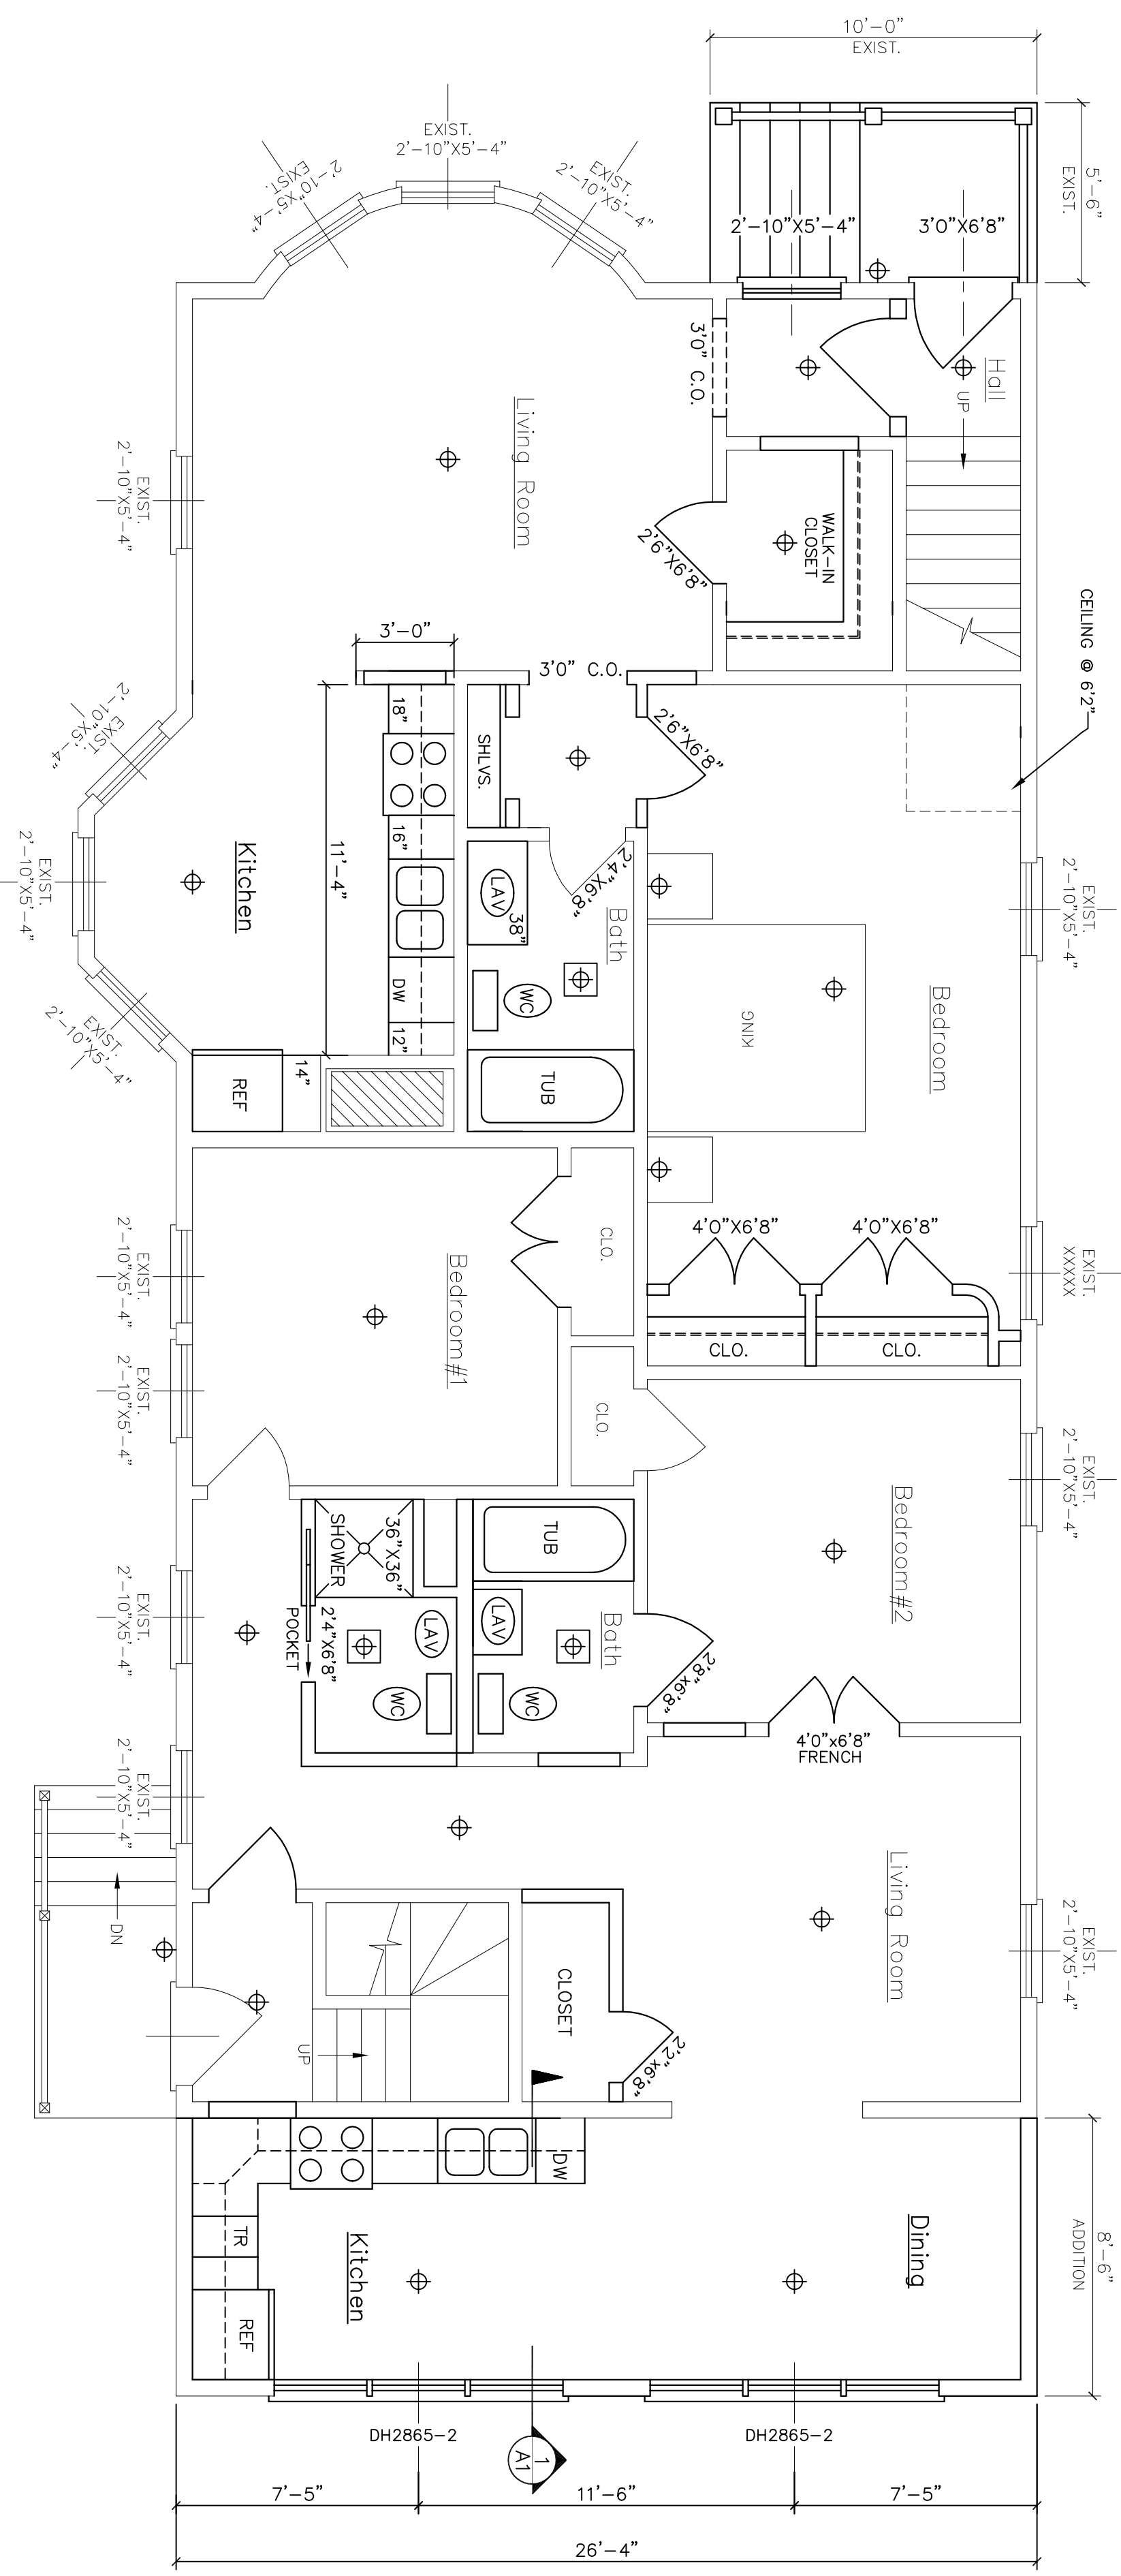 10'-0"
EXIST.
5'-6"
EXIST.
EXIST.
2'-10"X5'-4"
EXIST.
2'-10"X5'-4"
EXIST.
2'-10"X5'-4"
2'-10"X5'-4"
3'0"X6'8"
Hall
UP
3'0" C.O.
Living Room
WALK-IN
CLOSET
2'6"X6'8"
EXIST.
2'-10"X5'-4"
CEILING @ 6'2"
3'-0"
3'0" C.O.
18"
SHLVS.
2'6"X6'8"
EXIST.
2'-10"X5'-4"
16"
11'-4"
Kitchen
2'4"X6'8"
LAV
38"
Bath
EXIST.
2'-10"X5'-4"
EXIST.
2'-10"X5'-4"
WC
DW
12"
KING
Bedroom
EXIST.
2'-10"X5'-4"
REF
14"
TUB
4'0"X6'8"
4'0"X6'8"
EXIST.
XXXXX
CLO.
CLO.
CLO.
Bedroom#1
EXIST.
2'-10"X5'-4"
EXIST.
2'-10"X5'-4"
CLO.
EXIST.
2'-10"X5'-4"
Bedroom#2
36"X36"
SHOWER
TUB
LAV
LAV
Bath
2'4"X6'8"
POCKET
WC
WC
2'8"x6'8"
EXIST.
2'-10"X5'-4"
4'0"x6'8"
FRENCH
EXIST.
2'-10"X5'-4"
DN
Living Room
EXIST.
2'-10"X5'-4"
CLOSET
UP
2'2"x6'8"
DW
TR
Kitchen
REF
Dining
8'-6"
ADDITION
DH2865-2
DH2865-2
1
A1
7'-5"
11'-6"
7'-5"
26'-4"